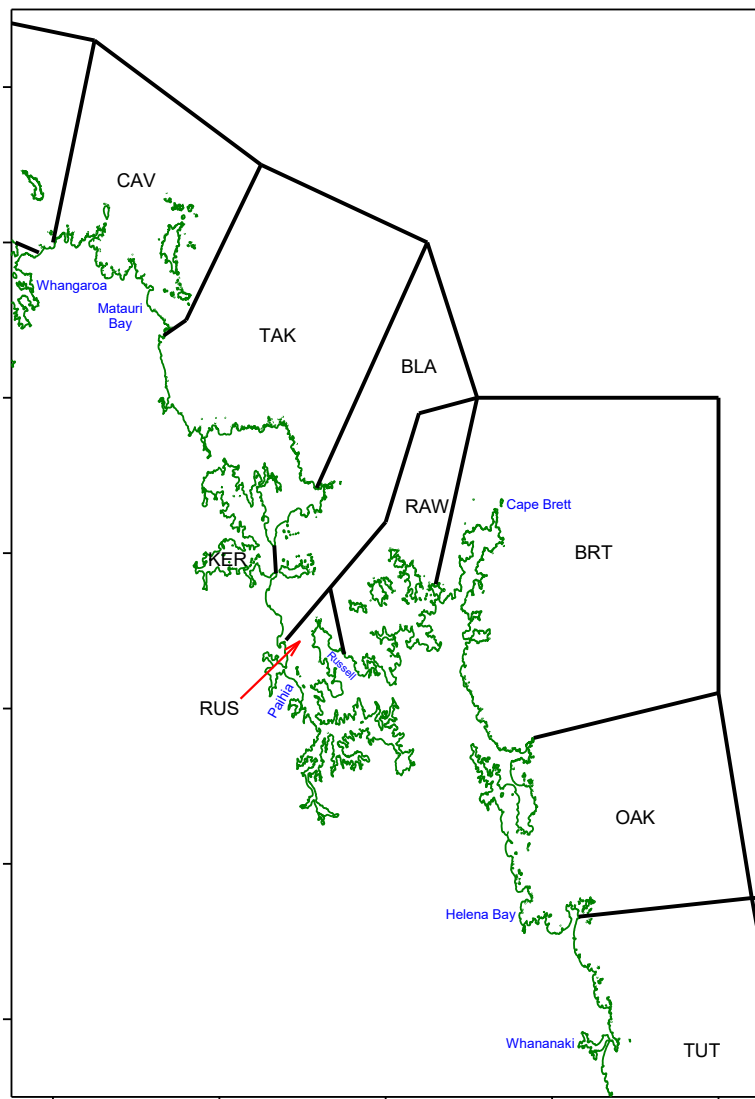 CAV
Whangaroa
Matauri
Bay
TAK
BLA
RAW
Cape Brett
BRT
KER
Russell
Paihia
RUS
OAK
Helena Bay
Whananaki
TUT